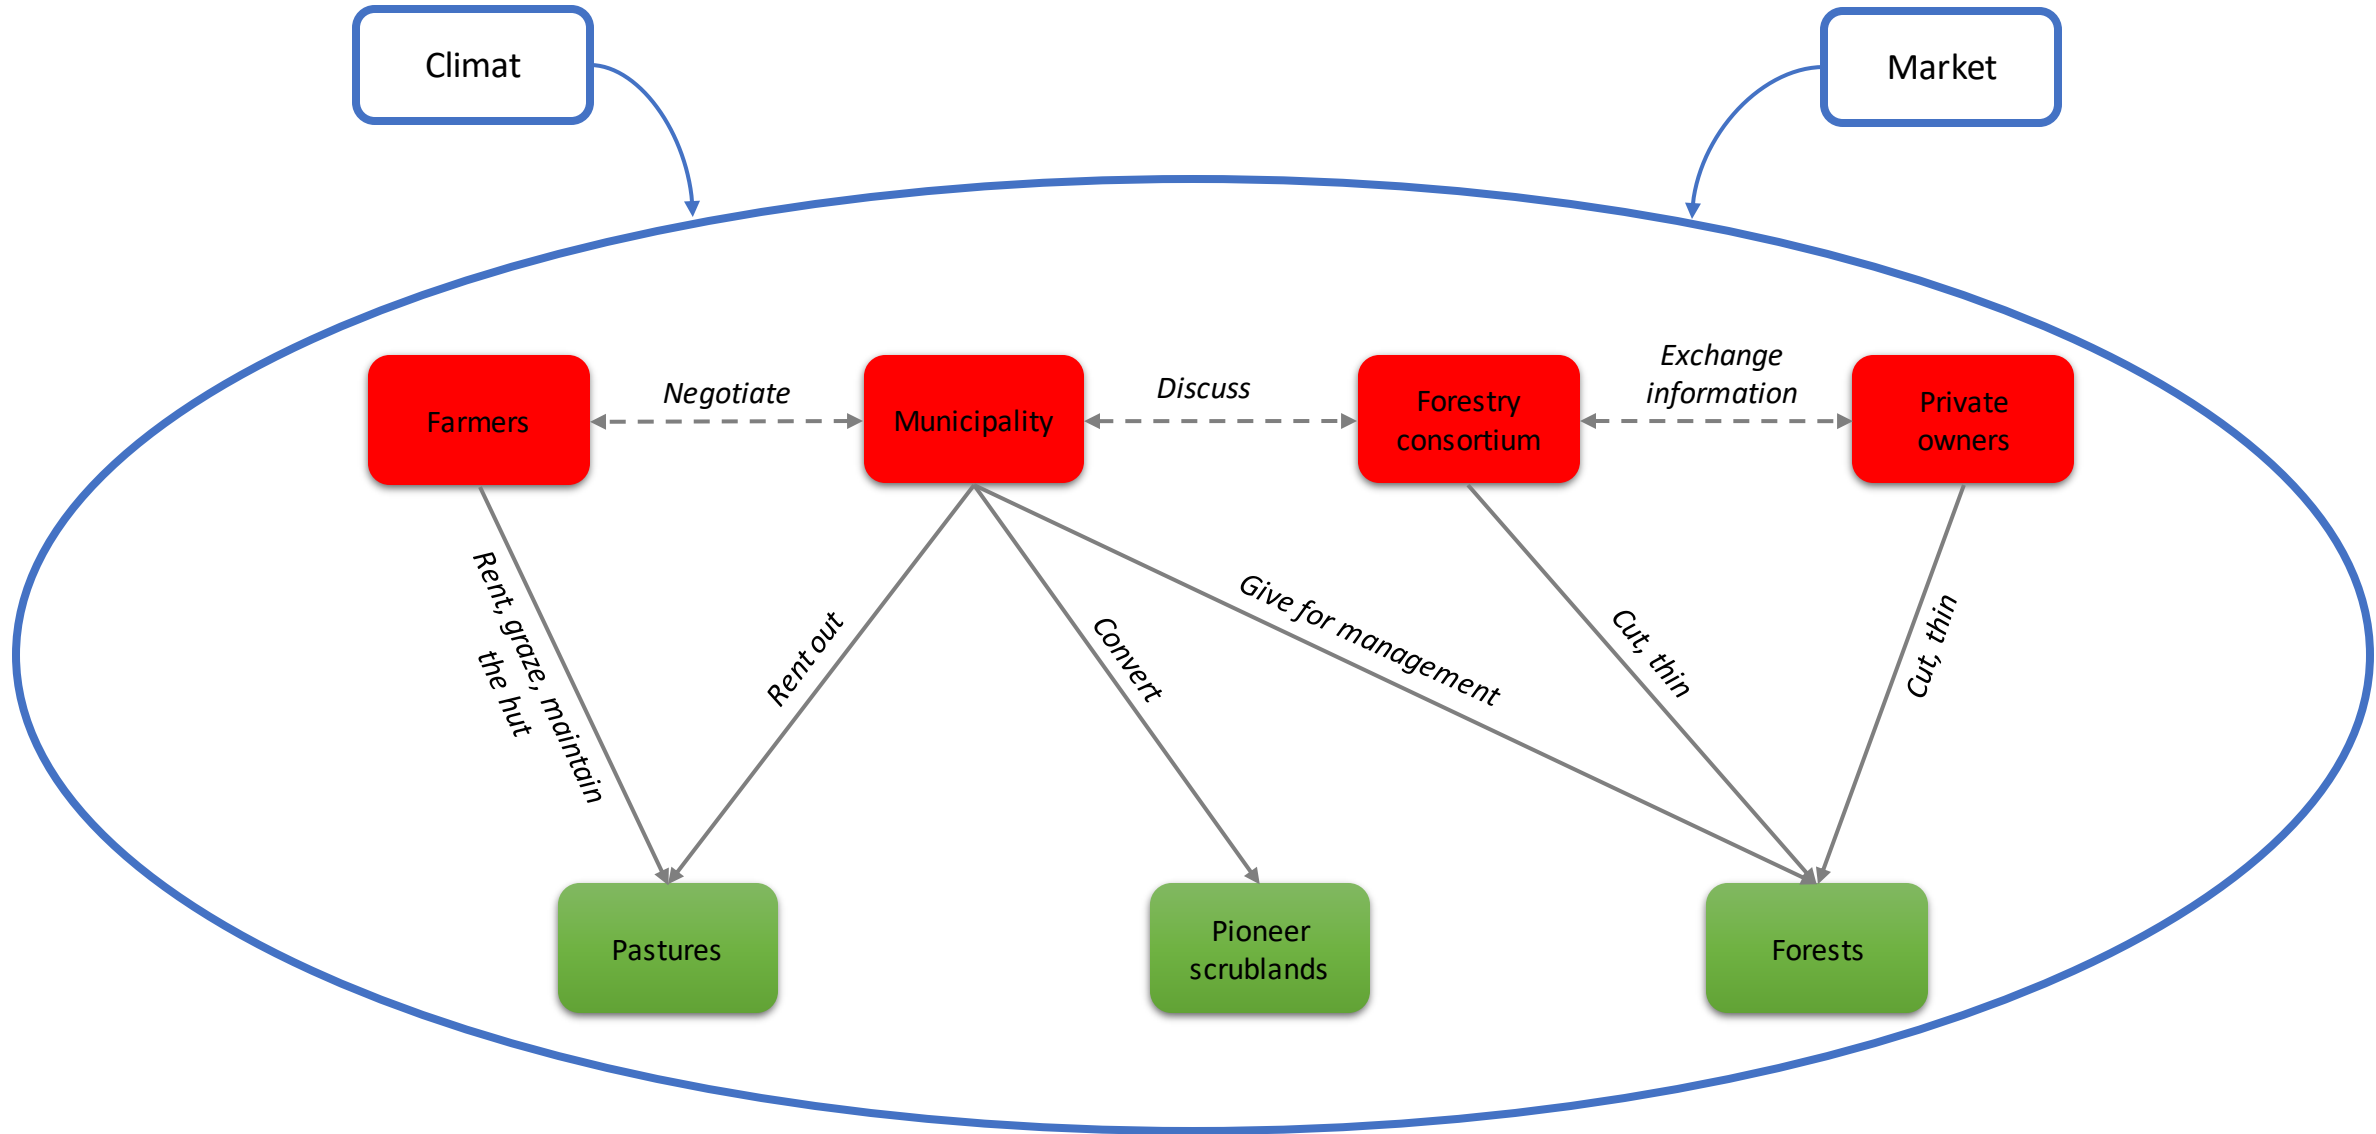 Climat
Market
Farmers
Negotiate
Municipality
Discuss
Forestry
consortium
Exchange
information
Private
owners
Rent, graze, maintain
the hut
Rent out
Convert
Give for management
Cut, thin
Cut, thin
Pastures
Pioneer
scrublands
Forests